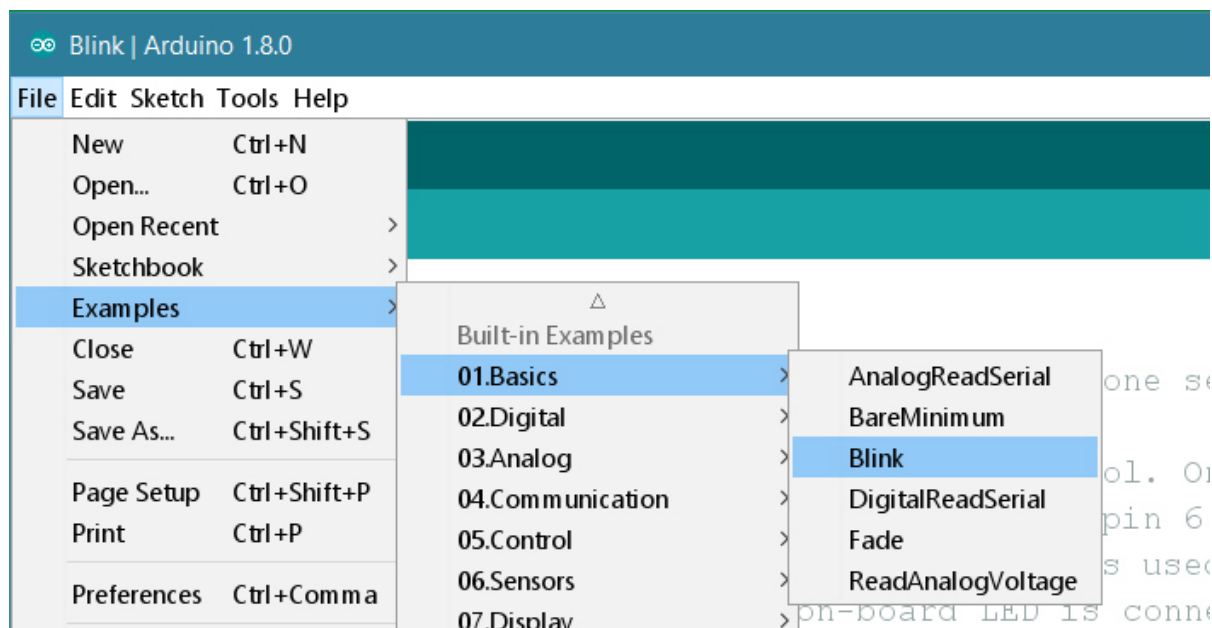 Blink | Arduino 1.8.0
File Edit Sketch Tools Help
New Ctrl+N
Open... Ctrl+O
Open Recent
Sketchbook
Examples
Close Ctrl+W
Save Ctrl+S
Save As... Ctrl+Shift+S
Page Setup Ctrl+Shift+P
Print Ctrl+P
Preferences Ctrl+Comma
Built-in Examples
01.Basics
02.Digital
03.Analog
04.Communication
05.Control
06.Sensors
07.Display
AnalogReadSerial
BareMinimum
Blink
DigitalReadSerial
Fade
ReadAnalogVoltage
one
ol.
pin 6
s used
on-board LED is